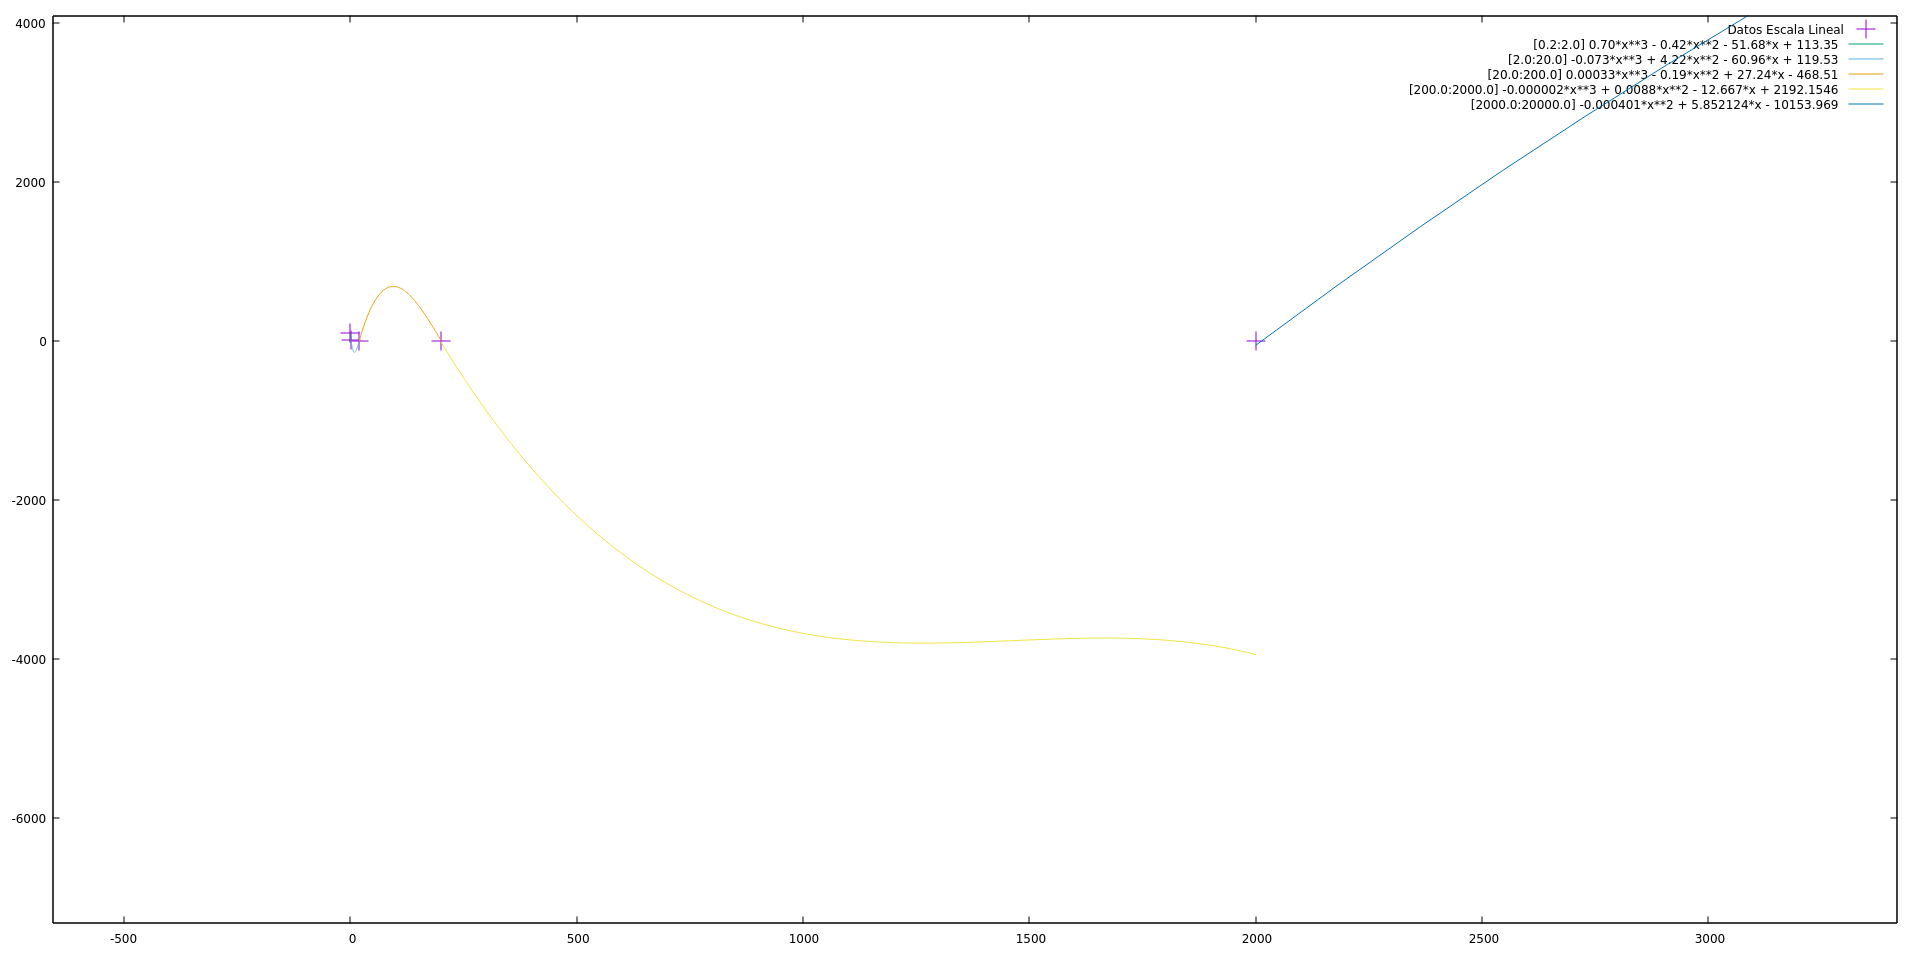 4000
2000
0
-2000
-4000
-6000
Datos Escala Lineal
[0.2:2.0] 0.70*x**3 - 0.42*x**2 - 51.68*x + 113.35
[2.0:20.0] -0.073*x**3 + 4.22*x**2 - 60.96*x + 119.53
[20.0:200.0] 0.00033*x**3 - 0.19*x**2 + 27.24*x - 468.51
[200.0:2000.0] -0.000002*x**3 + 0.0088*x**2 - 12.667*x + 2192.1546
[2000.0:20000.0] -0.000401*x**2 + 5.852124*x - 10153.969
-500 0 500 1000 1500 2000 2500 3000